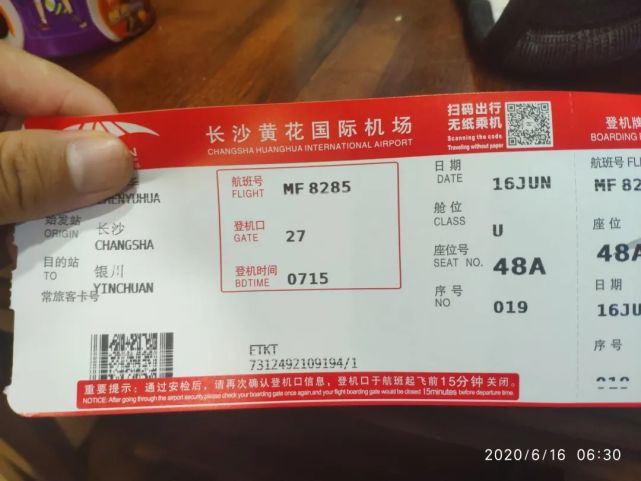 长沙黄花国际机场
CHANGSHA HUANGHUA INTERNATIONAL AIRPORT
扫码出行
无纸乘机
Scanning the code
Traveling without paper
登机牌
BOARDING
航班号 FLIGHT MF 8285
登机口 GATE 27
登机时间 BDTIME 0715
日期 DATE 16JUN
舱位 CLASS U
座位号 SEAT NO. 48A
序号 NO 019
始发站 ORIGIN 长沙 CHANGSHA
目的站 TO 银川 YINCHUAN
常旅客卡号
ETKT
7312492109194/1
航班号
MF 82
座位
48A
日期
16JU
序号
019
重要提示：通过安检后，请再次确认登机口信息，登机口于航班起飞前15分钟关闭。
NOTICE: After going through the airport security,please check your boarding gate once again,and your flight boarding gate would be closed 15minutes before departure time.
2020/6/16 06:30